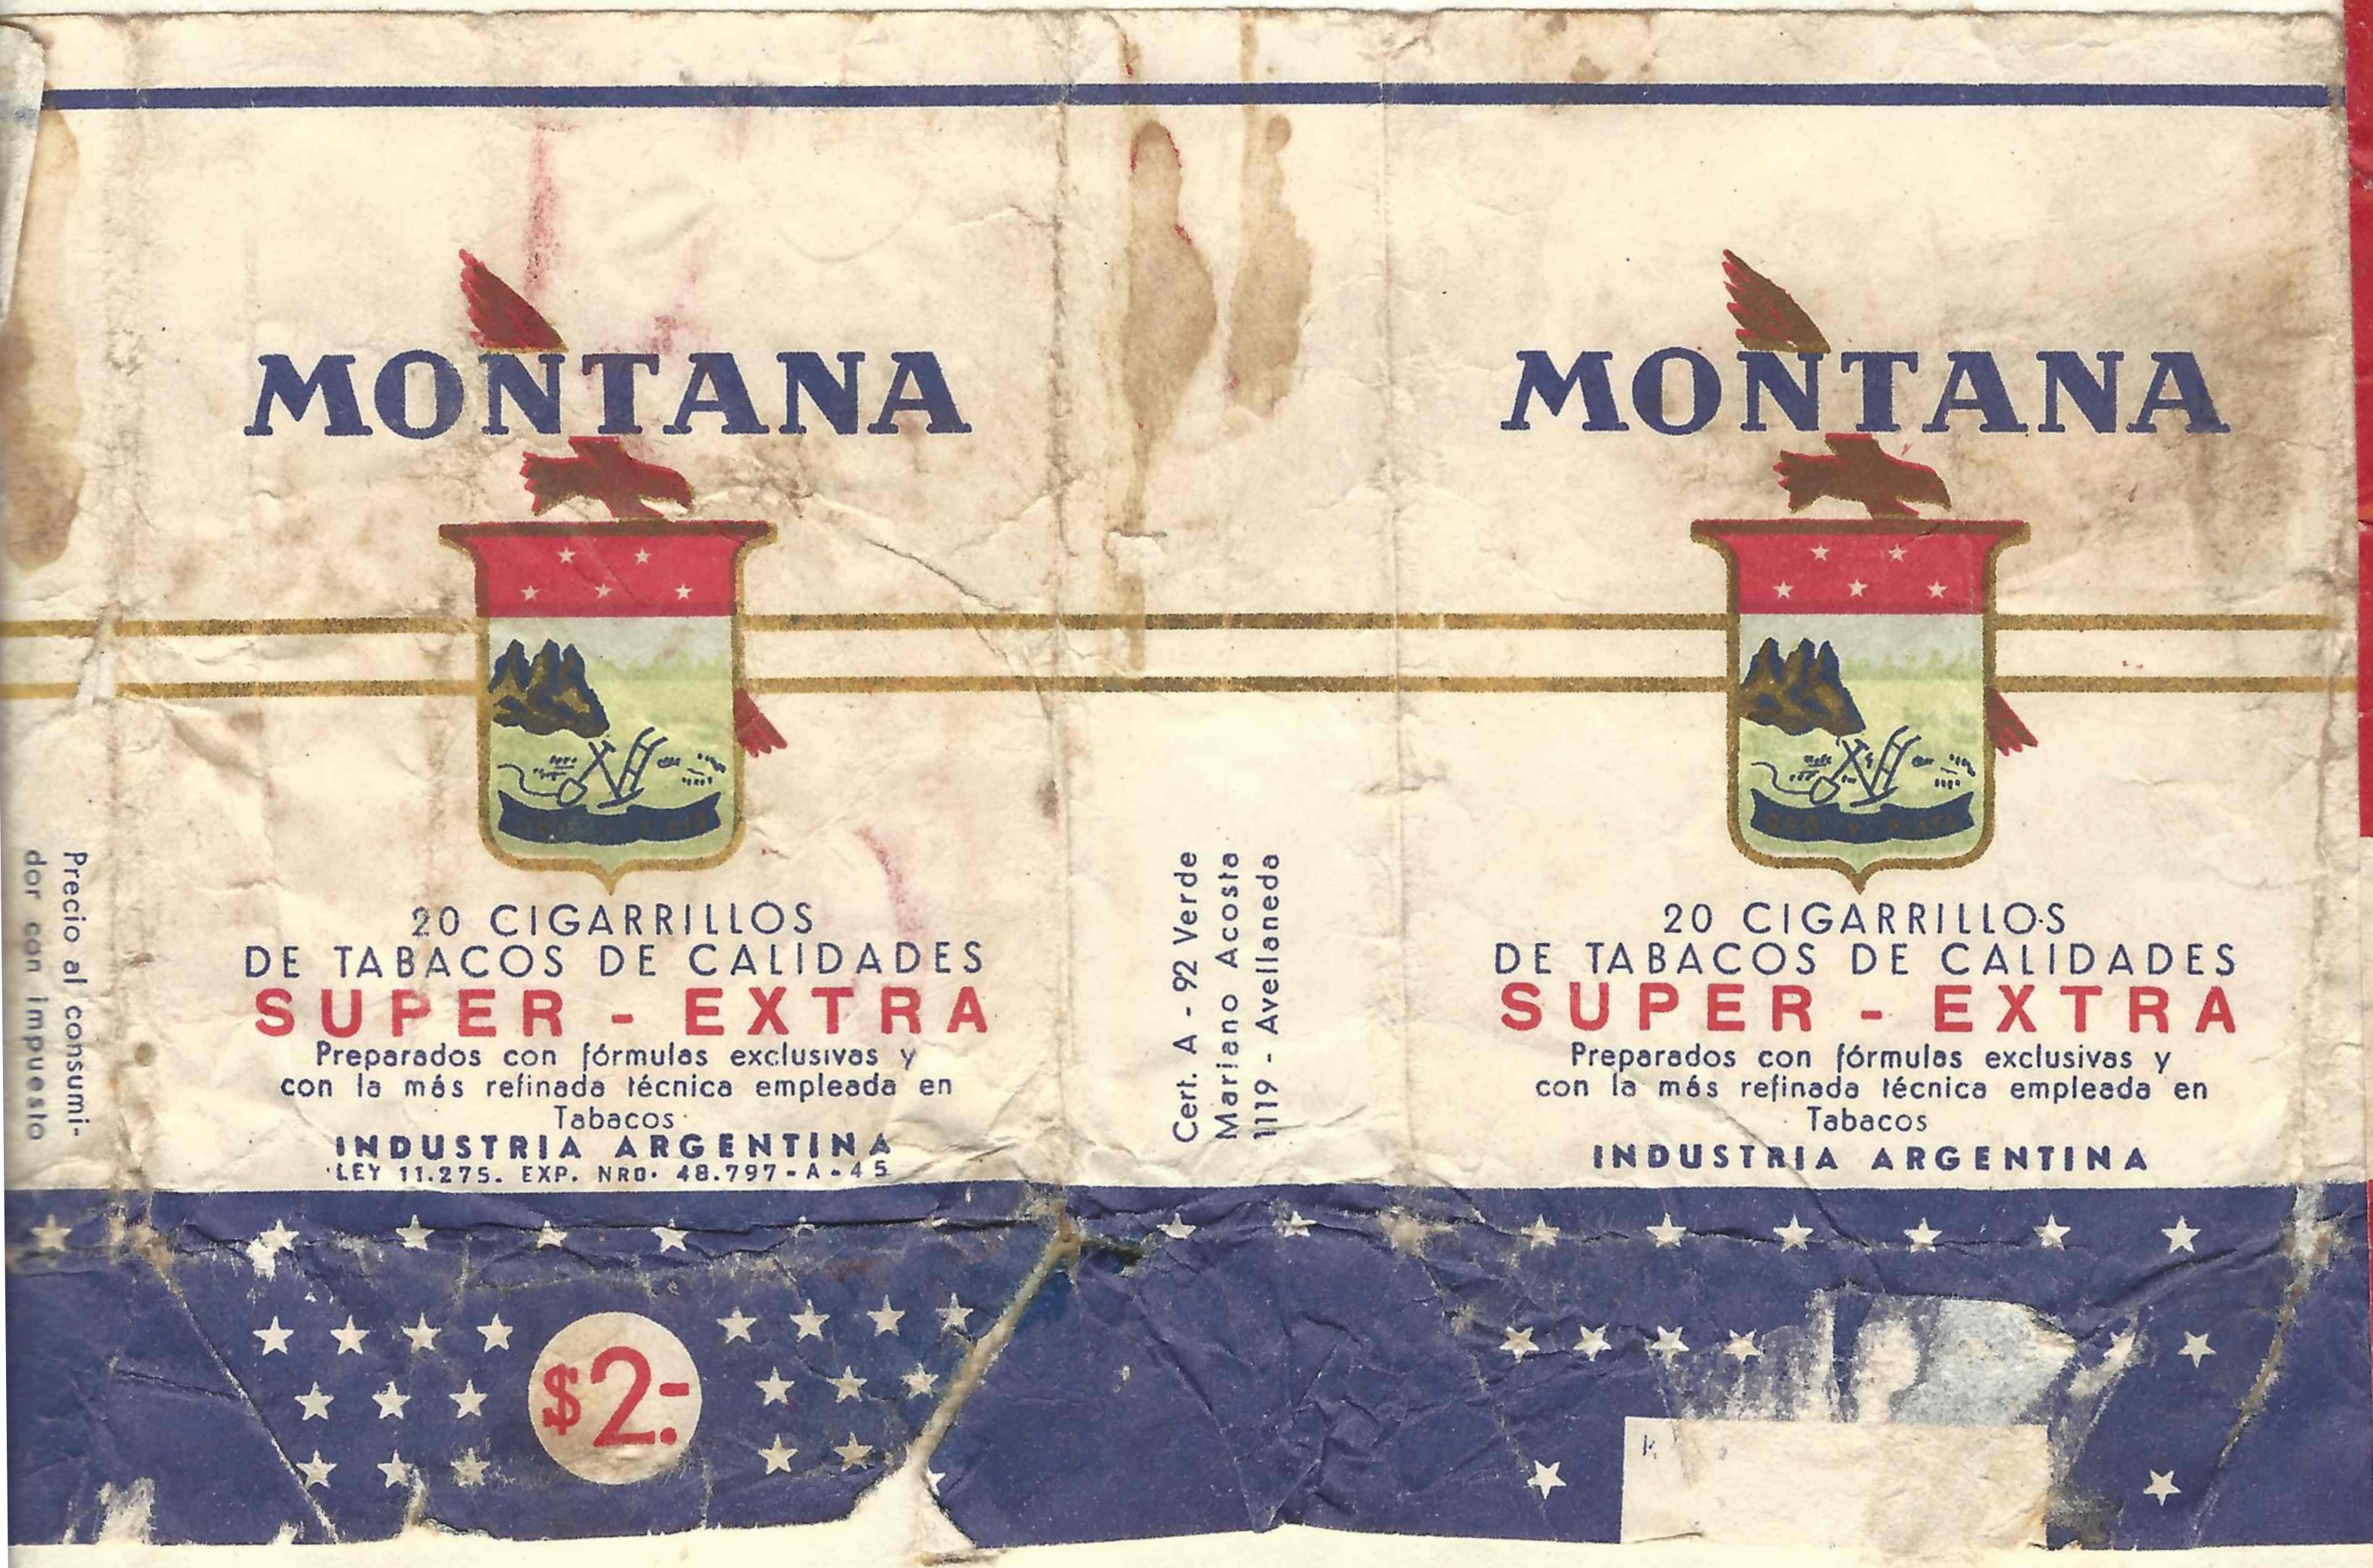 Precio al consumi-
dor con impuesto
MONTANA
20 CIGARRILLOS
DE TABACOS DE CALIDADES
SUPER - EXTRA
Preparados con fórmulas exclusivas y
con la más refinada técnica empleada en
Tabacos
INDUSTRIA ARGENTINA
LEY 11.275. EXP. NRO. 48.797-A-45
$2.-
Cert. A - 92 Verde
Mariano Acosta
1119 - Avellaneda
MONTANA
ORO Y PLATA
20 CIGARRILLOS
DE TABACOS DE CALIDADES
SUPER - EXTRA
Preparados con fórmulas exclusivas y
con la más refinada técnica empleada en
Tabacos
INDUSTRIA ARGENTINA